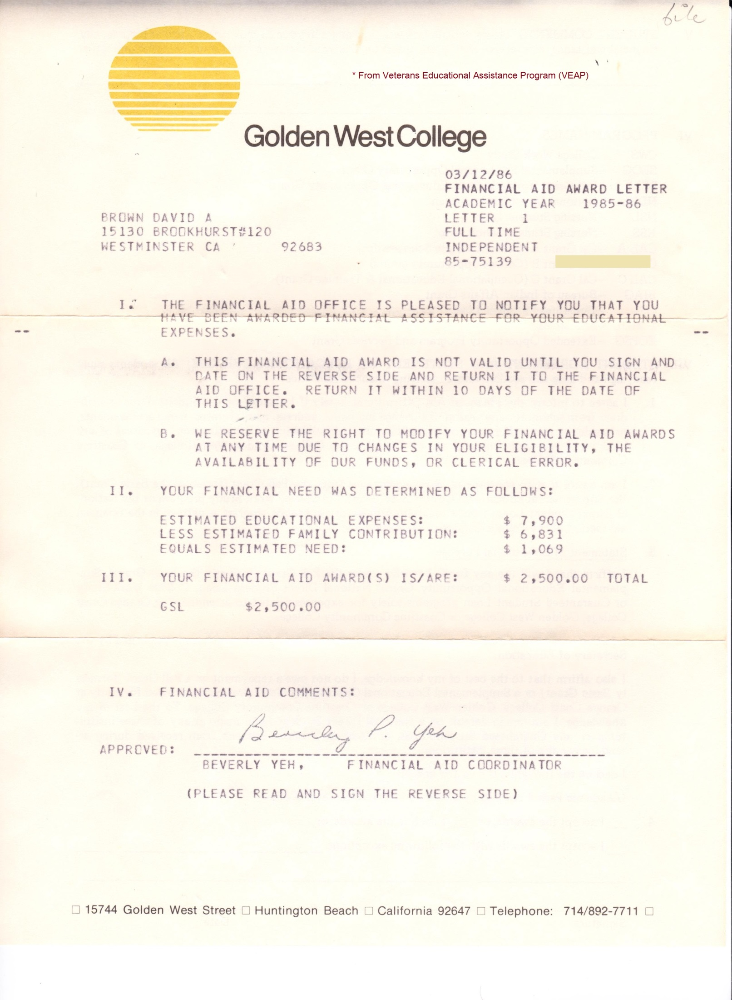 file
* From Veterans Educational Assistance Program (VEAP)
Golden West College
03/12/86
FINANCIAL AID AWARD LETTER
ACADEMIC YEAR 1985-86
LETTER 1
FULL TIME
INDEPENDENT
85-75139
BROWN DAVID A
15130 BROOKHURST#120
WESTMINSTER CA 92683
I. THE FINANCIAL AID OFFICE IS PLEASED TO NOTIFY YOU THAT YOU
HAVE BEEN AWARDED FINANCIAL ASSISTANCE FOR YOUR EDUCATIONAL
-- EXPENSES. --
A. THIS FINANCIAL AID AWARD IS NOT VALID UNTIL YOU SIGN AND
DATE ON THE REVERSE SIDE AND RETURN IT TO THE FINANCIAL
AID OFFICE. RETURN IT WITHIN 10 DAYS OF THE DATE OF
THIS LETTER.
B. WE RESERVE THE RIGHT TO MODIFY YOUR FINANCIAL AID AWARDS
AT ANY TIME DUE TO CHANGES IN YOUR ELIGIBILITY, THE
AVAILABILITY OF OUR FUNDS, OR CLERICAL ERROR.
II. YOUR FINANCIAL NEED WAS DETERMINED AS FOLLOWS:
ESTIMATED EDUCATIONAL EXPENSES: $ 7,900
LESS ESTIMATED FAMILY CONTRIBUTION: $ 6,831
EQUALS ESTIMATED NEED: $ 1,069
III. YOUR FINANCIAL AID AWARD(S) IS/ARE: $ 2,500.00 TOTAL
GSL $2,500.00
IV. FINANCIAL AID COMMENTS:
Beverley P. Yeh
APPROVED:
BEVERLY YEH, FINANCIAL AID COORDINATOR
(PLEASE READ AND SIGN THE REVERSE SIDE)
□ 15744 Golden West Street □ Huntington Beach □ California 92647 □ Telephone: 714/892-7711 □